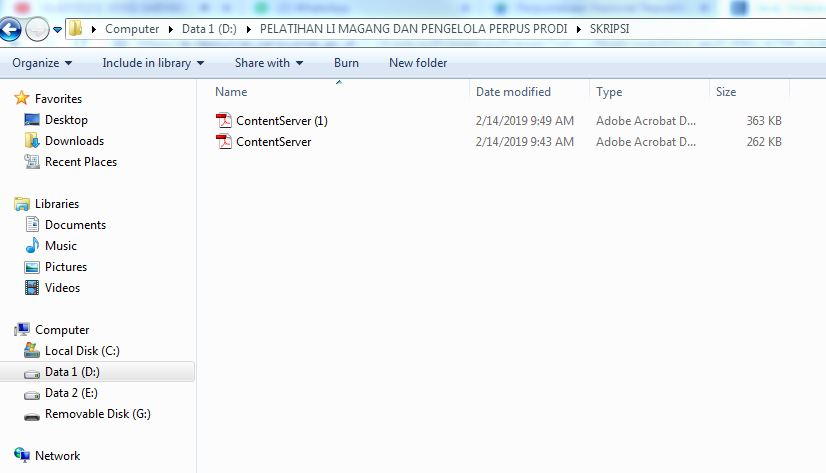 Computer Data 1 (D:) PELATIHAN LI MAGANG DAN PENGELOLA PERPUS PRODI SKRIPSI
Organize Include in library Share with Burn New folder
Name Date modified Type Size
ContentServer (1) 2/14/2019 9:49 AM Adobe Acrobat D... 363 KB
ContentServer 2/14/2019 9:43 AM Adobe Acrobat D... 262 KB
Favorites
Desktop
Downloads
Recent Places
Libraries
Documents
Music
Pictures
Videos
Computer
Local Disk (C:)
Data 1 (D:)
Data 2 (E:)
Removable Disk (G:)
Network